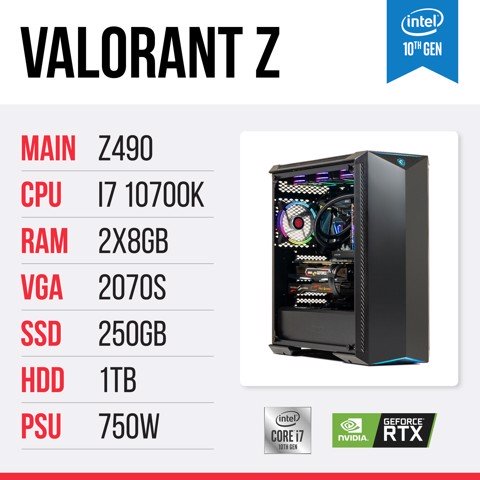 VALORANT Z
intel
10TH GEN
MAIN Z490
CPU I7 10700K
RAM 2X8GB
VGA 2070S
SSD 250GB
HDD 1TB
PSU 750W
intel
CORE i7
10TH GEN
NVIDIA.
GEFORCE
RTX